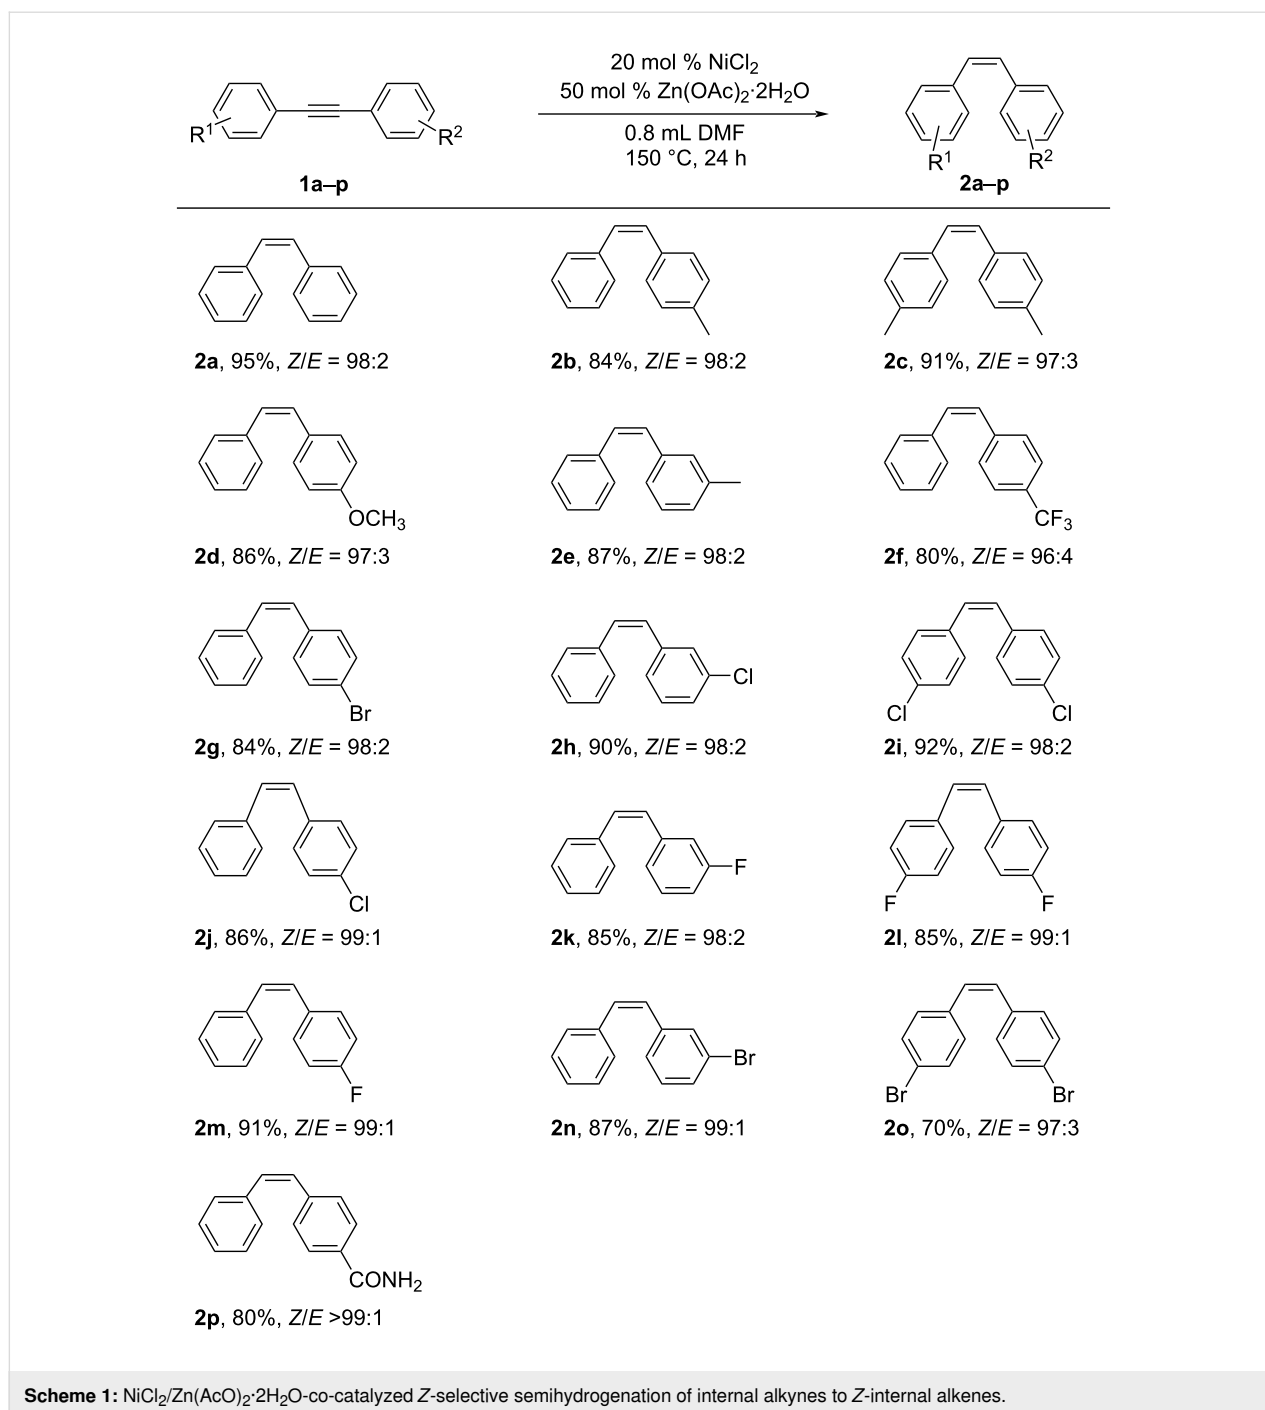 20 mol % NiCl₂
50 mol % Zn(OAc)₂·2H₂O
0.8 mL DMF
150 °C, 24 h
R¹
R²
R¹
R²
1a–p
2a–p
2a, 95%, Z/E = 98:2
2b, 84%, Z/E = 98:2
2c, 91%, Z/E = 97:3
OCH₃
CF₃
2d, 86%, Z/E = 97:3
2e, 87%, Z/E = 98:2
2f, 80%, Z/E = 96:4
Br
Cl
Cl
Cl
2g, 84%, Z/E = 98:2
2h, 90%, Z/E = 98:2
2i, 92%, Z/E = 98:2
Cl
F
F
F
2j, 86%, Z/E = 99:1
2k, 85%, Z/E = 98:2
2l, 85%, Z/E = 99:1
F
Br
Br
Br
2m, 91%, Z/E = 99:1
2n, 87%, Z/E = 99:1
2o, 70%, Z/E = 97:3
CONH₂
2p, 80%, Z/E >99:1
Scheme 1: NiCl₂/Zn(AcO)₂·2H₂O-co-catalyzed Z-selective semihydrogenation of internal alkynes to Z-internal alkenes.